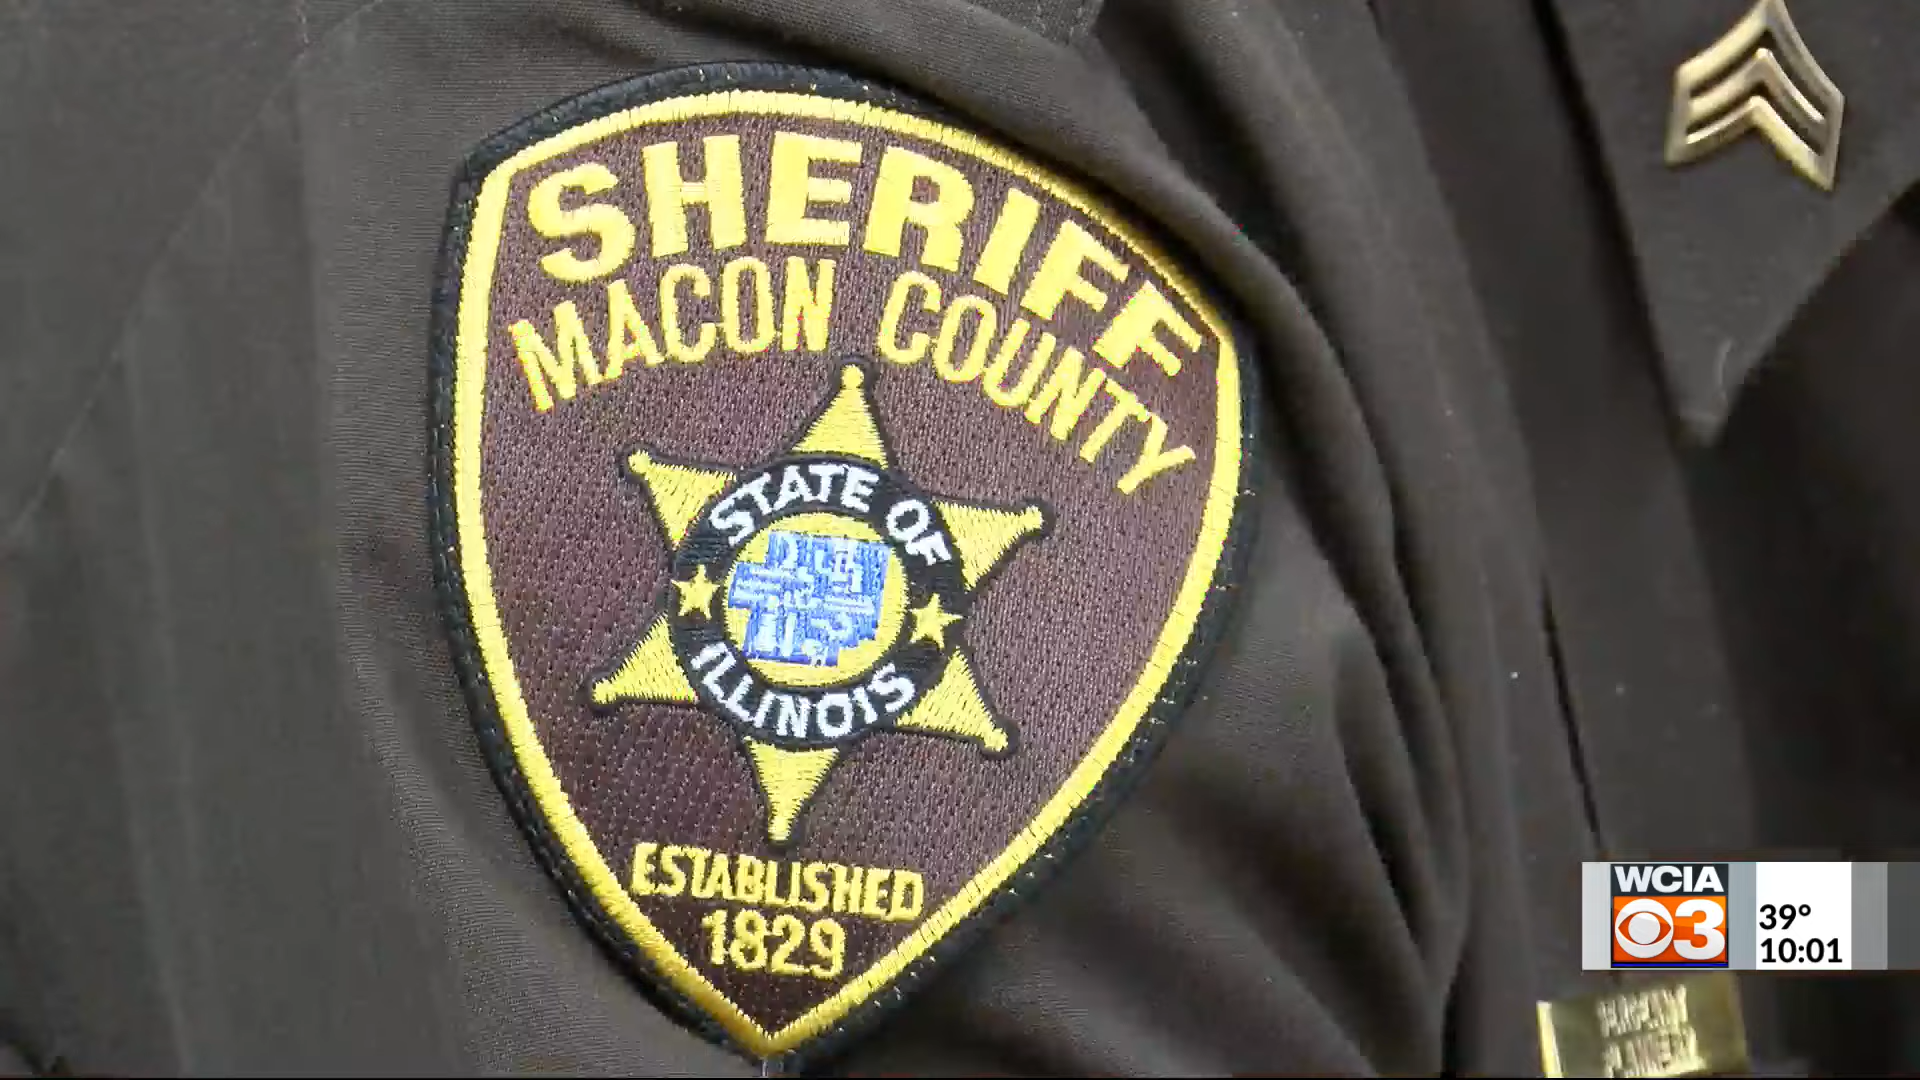 SHERIFF
MACON COUNTY
STATE OF
ILLINOIS
ESTABLISHED
1829
WCIA
3
39°
10:01